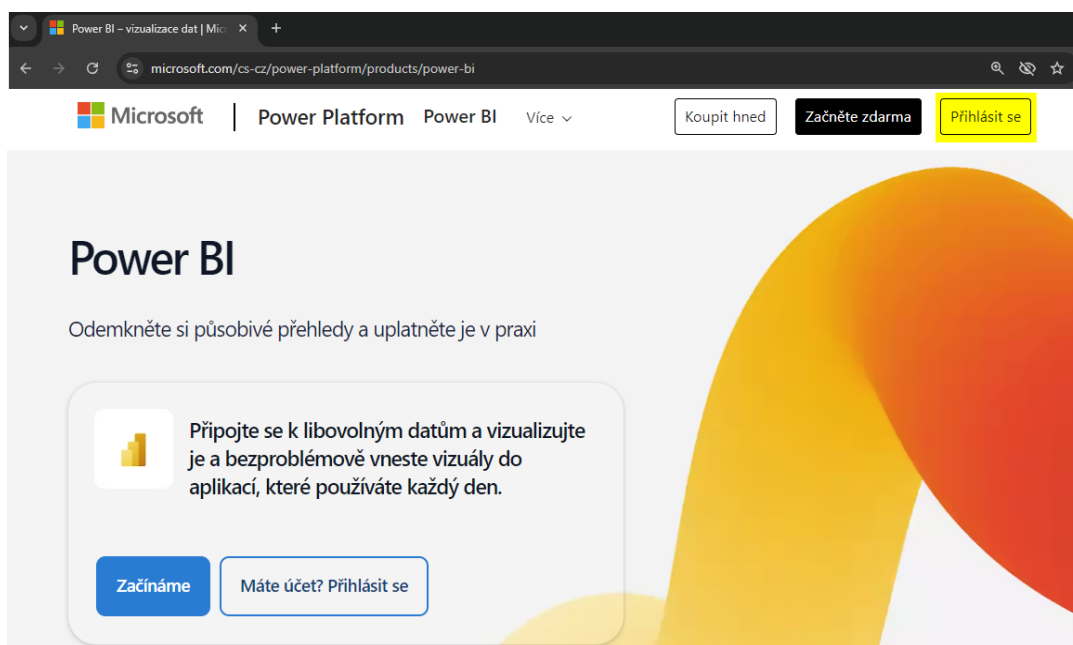 Power BI – vizualizace dat | Mic
microsoft.com/cs-cz/power-platform/products/power-bi
Microsoft Power Platform Power BI Více Koupit hned Začněte zdarma Přihlásit se
Power BI
Odemkněte si působivé přehledy a uplatněte je v praxi
Připojte se k libovolným datům a vizualizujte
je a bezproblémově vneste vizuály do
aplikací, které používáte každý den.
Začínáme Máte účet? Přihlásit se